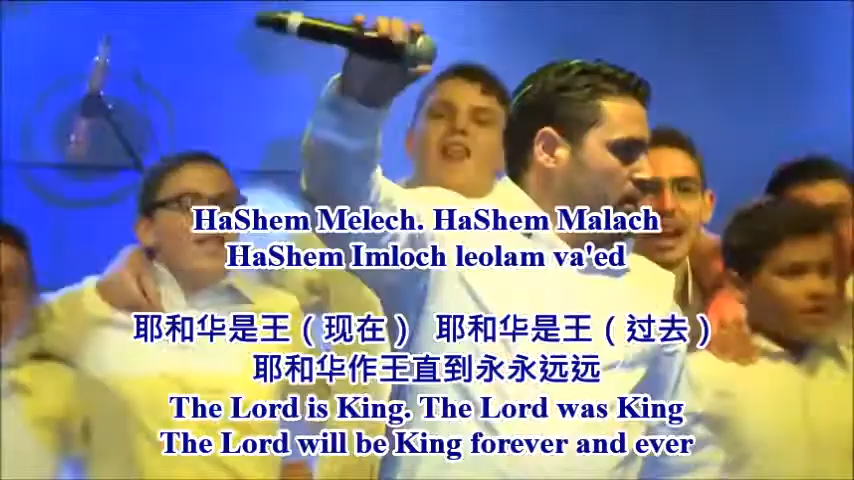 HaShem Melech. HaShem Malach
HaShem Imloch leolam va'ed
耶和华是王（现在） 耶和华是王（过去）
耶和华作王直到永永远远
The Lord is King. The Lord was King
The Lord will be King forever and ever